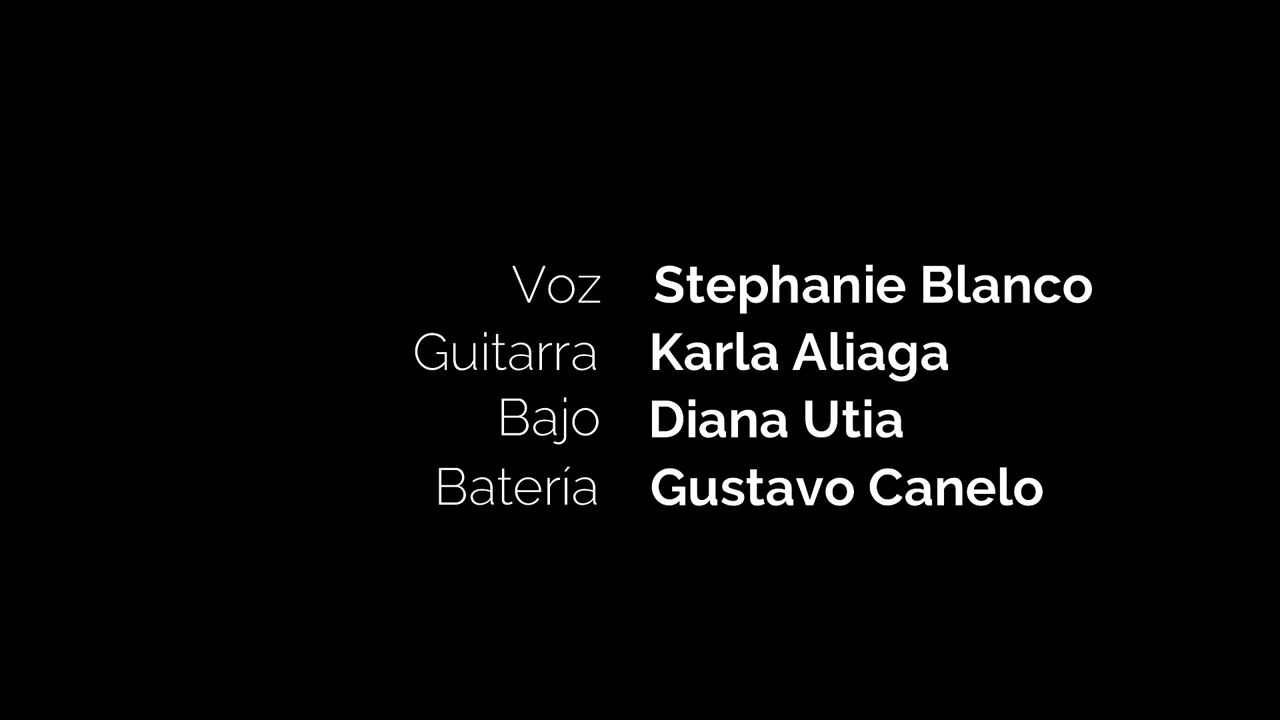 Voz Stephanie Blanco
Guitarra Karla Aliaga
Bajo Diana Utia
Batería Gustavo Canelo